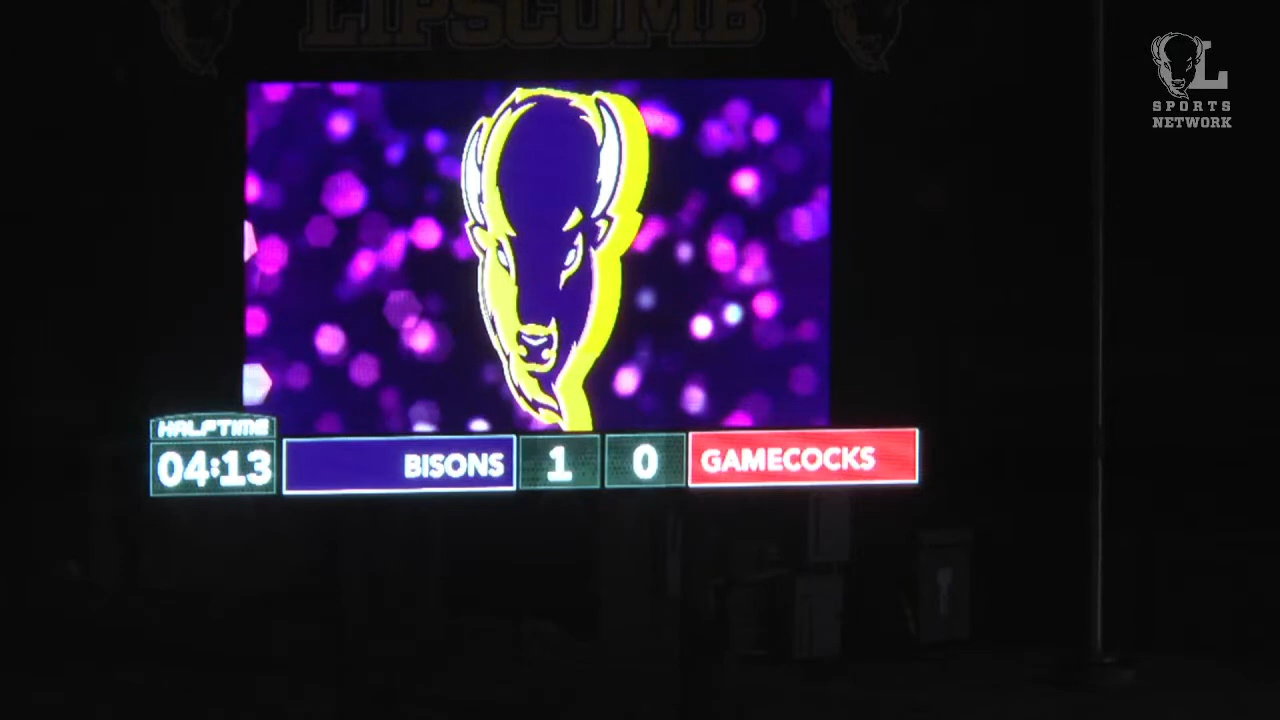 LIPSCOMB
L
SPORTS
NETWORK
HALFTIME
04:13 BISONS 1 0 GAMECOCKS